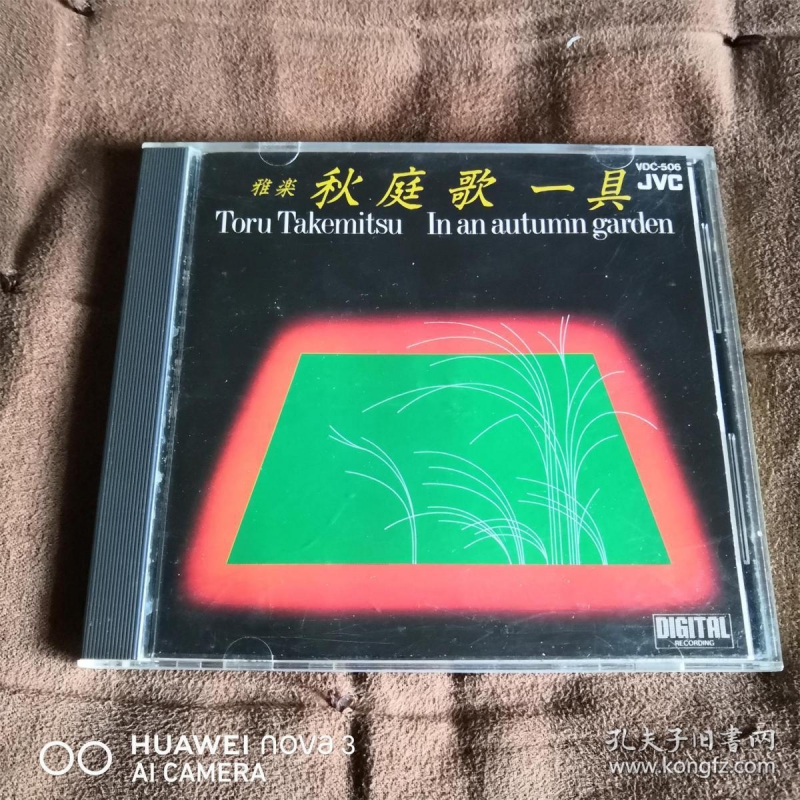 VDC-506
JVC
雅楽 秋庭歌 一具
Toru Takemitsu In an autumn garden
DIGITAL
RECORDING
HUAWEI nova 3
AI CAMERA
孔夫子旧書网
www.kongfz.com